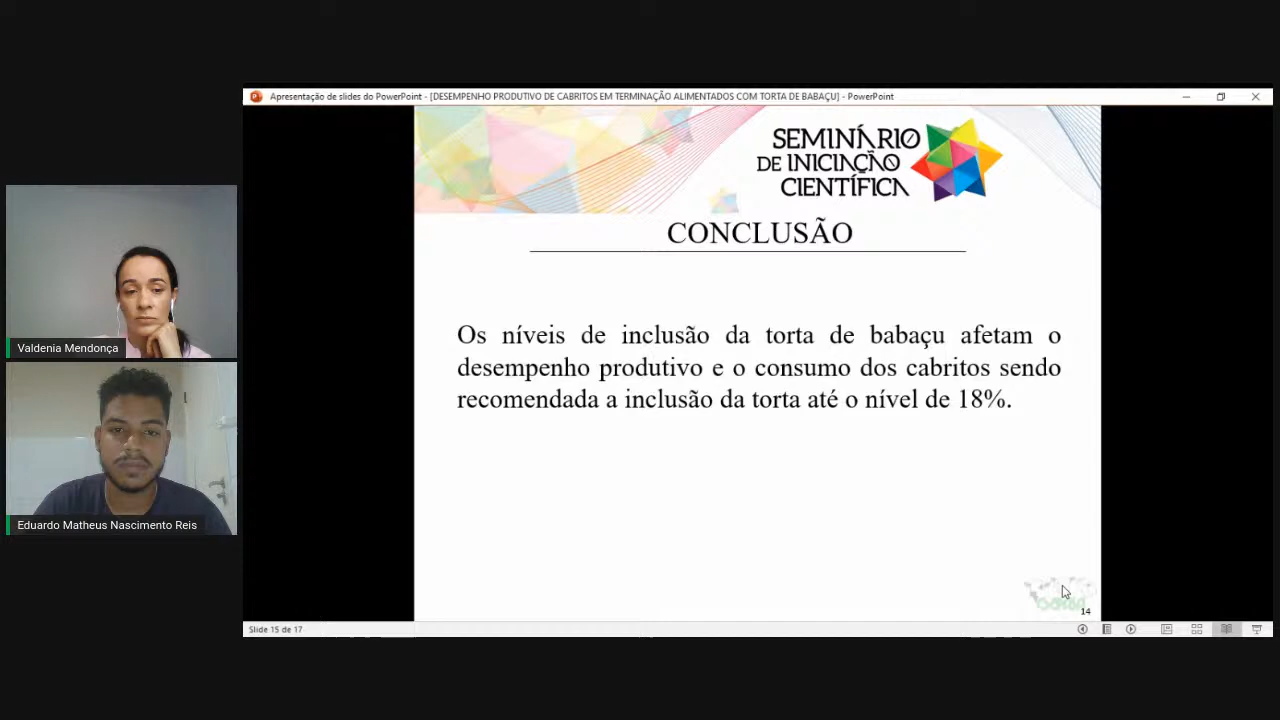 Apresentação de slides do PowerPoint - [DESEMPENHO PRODUTIVO DE CABRITOS EM TERMINAÇÃO ALIMENTADOS COM TORTA DE BABAÇU] - PowerPoint
SEMINÁRIO
DE INICIAÇÃO
CIENTÍFICA
CONCLUSÃO
Os níveis de inclusão da torta de babaçu afetam o
desempenho produtivo e o consumo dos cabritos sendo
recomendada a inclusão da torta até o nível de 18%.
14
Slide 15 de 17
Valdenia Mendonça
Eduardo Matheus Nascimento Reis